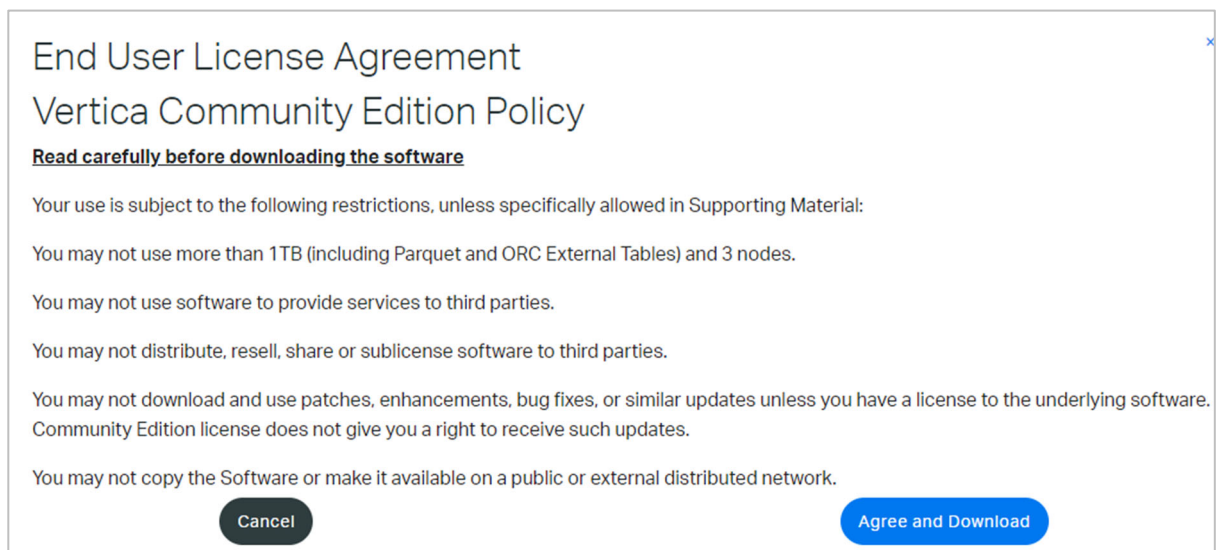 End User License Agreement
Vertica Community Edition Policy
Read carefully before downloading the software
Your use is subject to the following restrictions, unless specifically allowed in Supporting Material:
You may not use more than 1TB (including Parquet and ORC External Tables) and 3 nodes.
You may not use software to provide services to third parties.
You may not distribute, resell, share or sublicense software to third parties.
You may not download and use patches, enhancements, bug fixes, or similar updates unless you have a license to the underlying software.
Community Edition license does not give you a right to receive such updates.
You may not copy the Software or make it available on a public or external distributed network.
Cancel Agree and Download